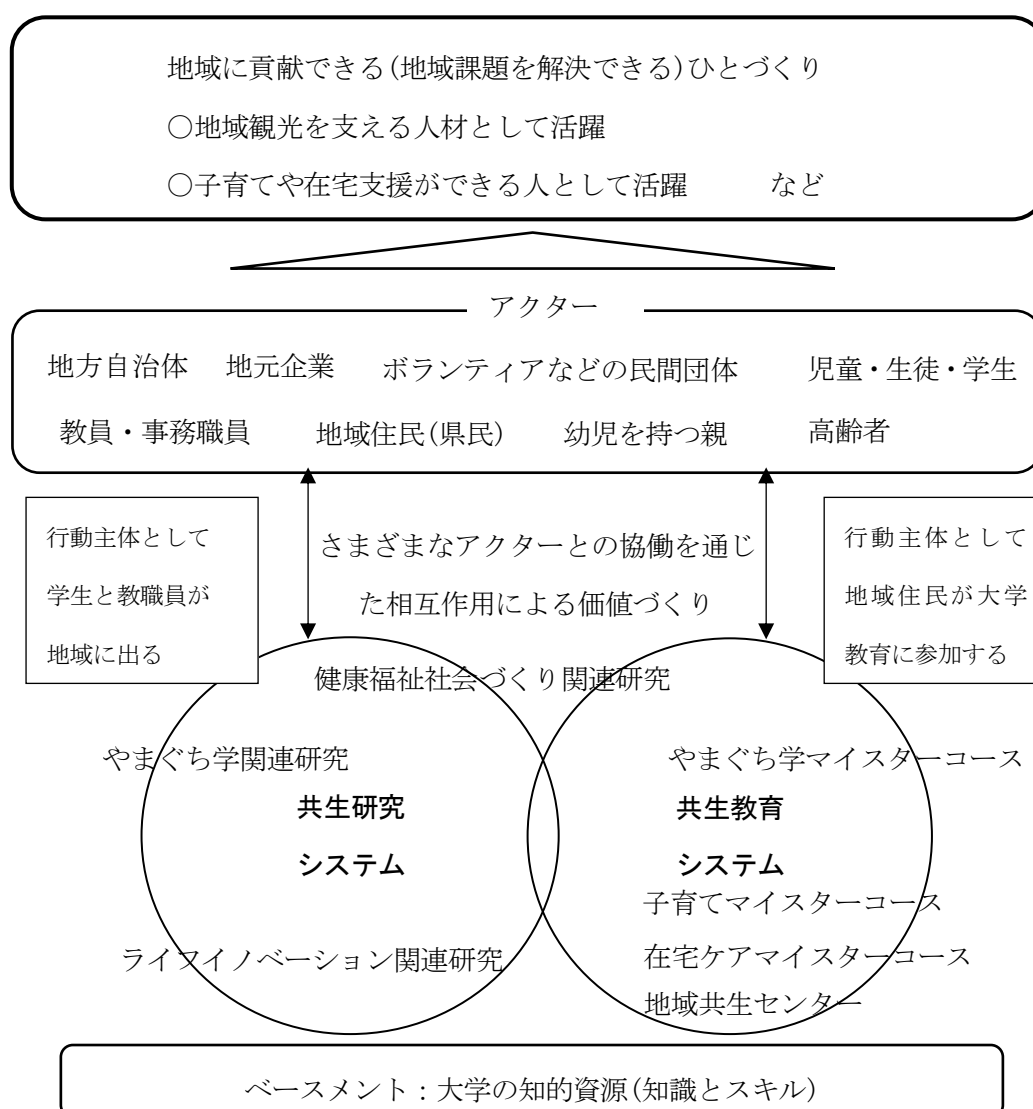 地域に貢献できる(地域課題を解決できる)ひとづくり
○地域観光を支える人材として活躍
○子育てや在宅支援ができる人として活躍　　など
アクター
地方自治体　地元企業　ボランティアなどの民間団体　児童・生徒・学生
教員・事務職員　地域住民(県民)　幼児を持つ親　高齢者
行動主体として
学生と教職員が
地域に出る
さまざまなアクターとの協働を通じ
た相互作用による価値づくり
行動主体として
地域住民が大学
教育に参加する
健康福祉社会づくり関連研究
やまぐち学関連研究
共生研究
システム
ライフイノベーション関連研究
やまぐち学マイスターコース
共生教育
システム
子育てマイスターコース
在宅ケアマイスターコース
地域共生センター
ベースメント：大学の知的資源(知識とスキル)